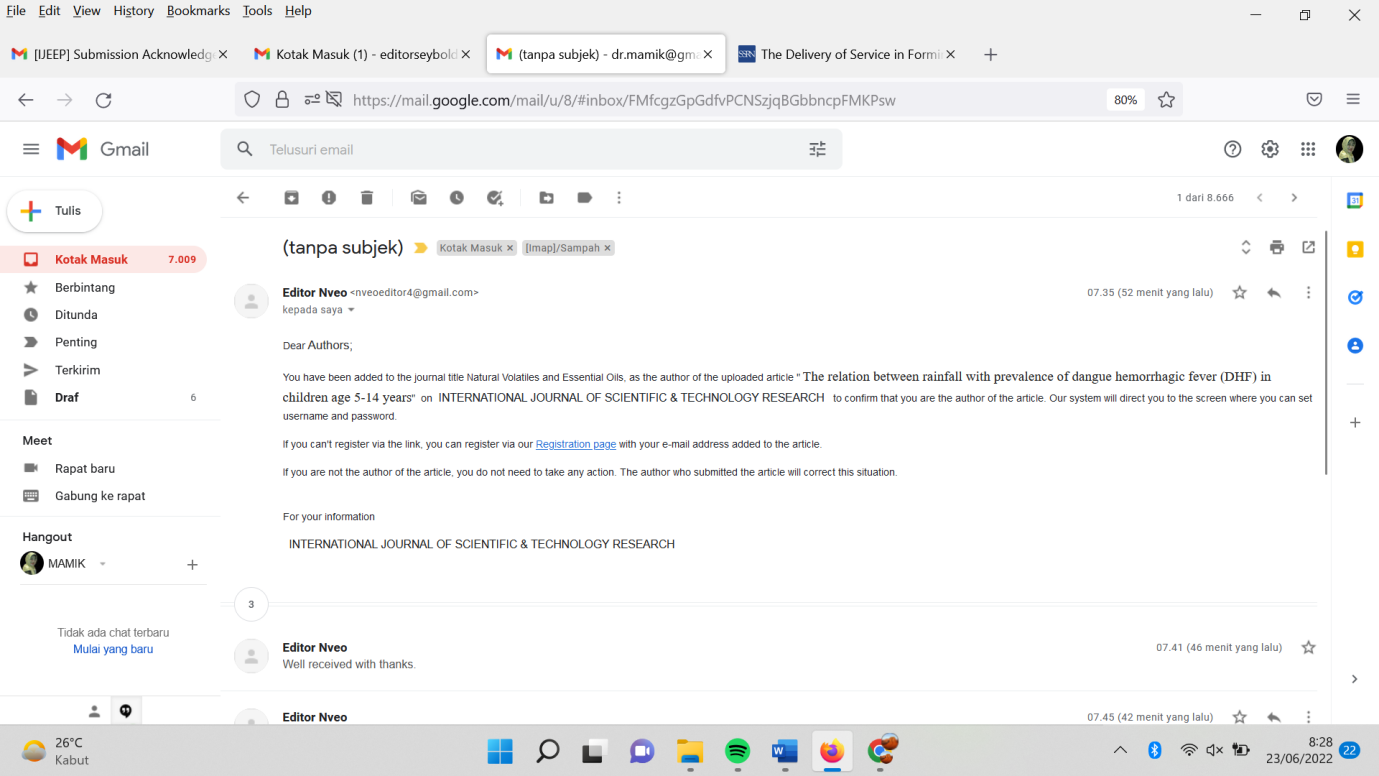 File Edit View History Bookmarks Tools Help
[IJEEP] Submission Acknowledge
Kotak Masuk (1) - editorseybold
(tanpa subjek) - dr.mamik@gma
SSRN The Delivery of Service in Formi
https://mail.google.com/mail/u/8/#inbox/FMfcgzGpGdfvPCNSzjqBGbbncpFMKPsw
80%
Gmail
Telusuri email
Tulis
1 dari 8.666
Kotak Masuk 7.009
Berbintang
Ditunda
Penting
Terkirim
Draf 6
Meet
Rapat baru
Gabung ke rapat
Hangout
MAMIK
Tidak ada chat terbaru
Mulai yang baru
(tanpa subjek) Kotak Masuk × [Imap]/Sampah ×
Editor Nveo <nveoeditor4@gmail.com> 07.35 (52 menit yang lalu)
kepada saya
Dear Authors;
You have been added to the journal title Natural Volatiles and Essential Oils, as the author of the uploaded article " The relation between rainfall with prevalence of dangue hemorrhagic fever (DHF) in
children age 5-14 years" on INTERNATIONAL JOURNAL OF SCIENTIFIC & TECHNOLOGY RESEARCH to confirm that you are the author of the article. Our system will direct you to the screen where you can set
username and password.
If you can't register via the link, you can register via our Registration page with your e-mail address added to the article.
If you are not the author of the article, you do not need to take any action. The author who submitted the article will correct this situation.
For your information
INTERNATIONAL JOURNAL OF SCIENTIFIC & TECHNOLOGY RESEARCH
3
Editor Nveo 07.41 (46 menit yang lalu)
Well received with thanks.
Editor Nveo 07.45 (42 menit yang lalu)
31
26°C
Kabut
8:28
23/06/2022
22